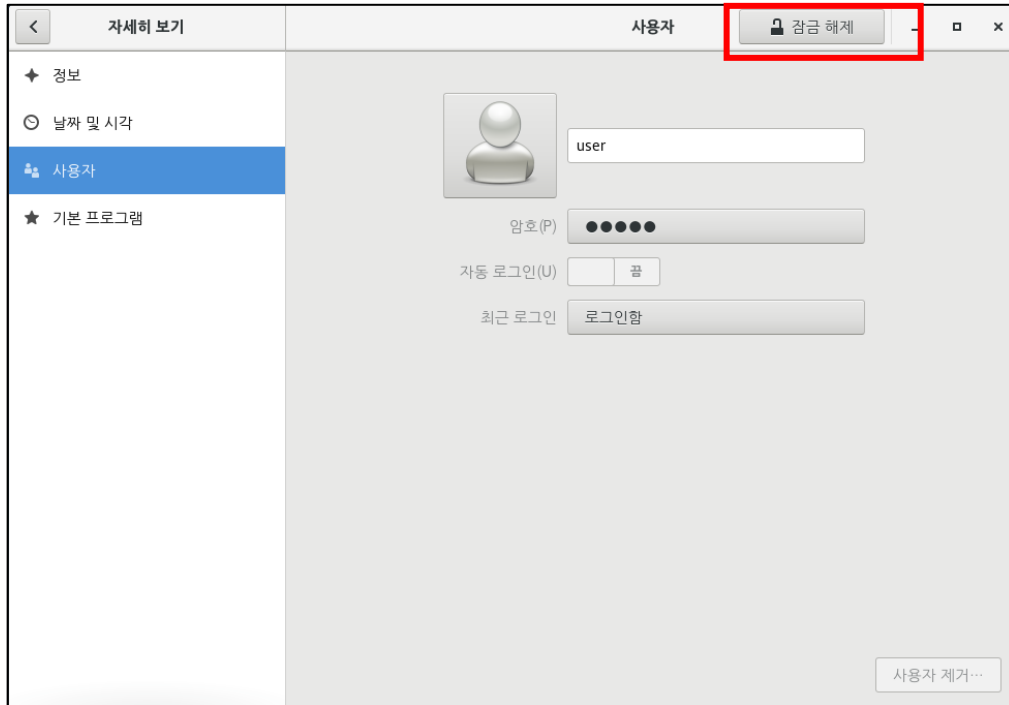 자세히 보기
사용자
잠금 해제
정보
날짜 및 시각
사용자
기본 프로그램
user
암호(P)
●●●●●
자동 로그인(U)
끔
최근 로그인
로그인함
사용자 제거…